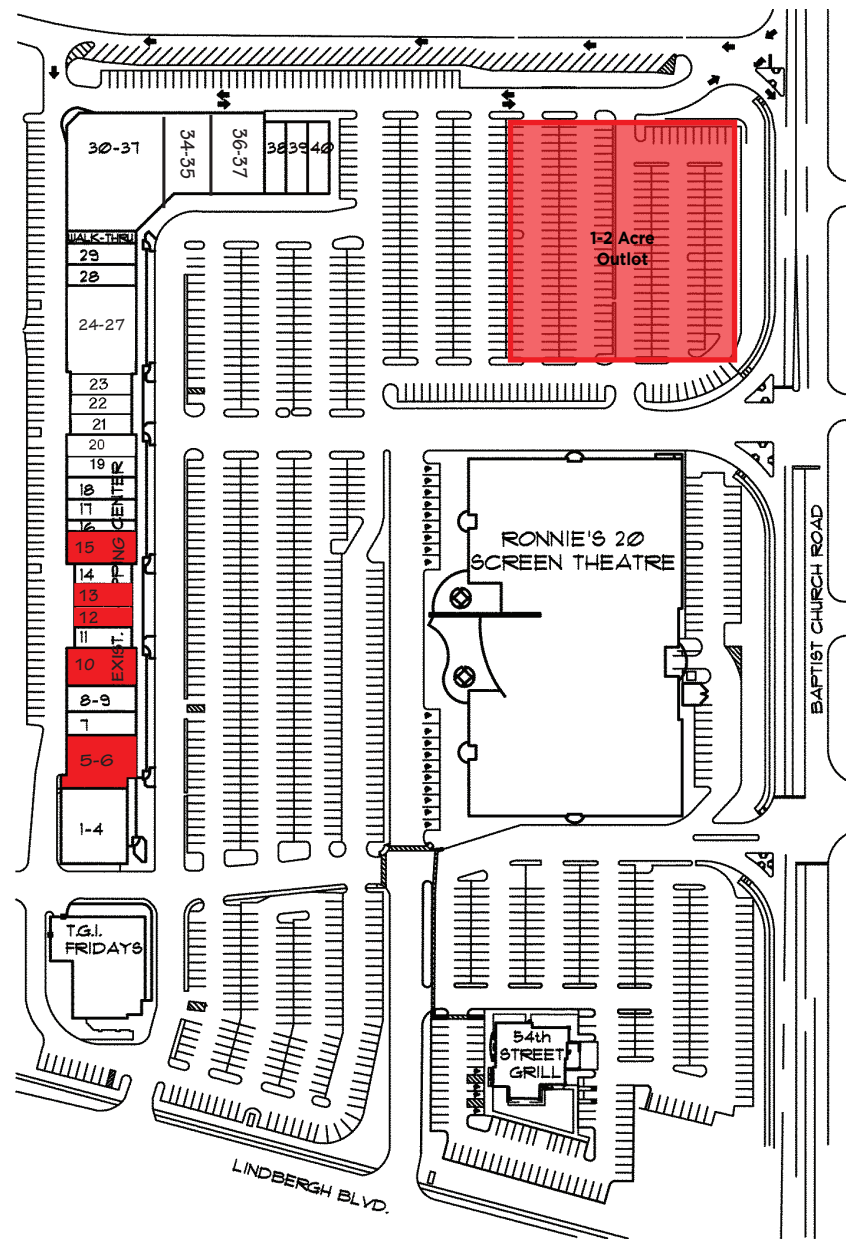 30-37
34-35
36-37
38
39
40
WALK-THRU
29
28
24-27
23
22
21
20
19
18
17
16
15
14
13
12
11
10
8-9
7
5-6
1-4
EXIST.
PPING CENTER
1-2 Acre
Outlot
RONNIE'S 20
SCREEN THEATRE
BAPTIST CHURCH ROAD
T.G.I.
FRIDAYS
54th
STREET
GRILL
LINDBERGH BLVD.